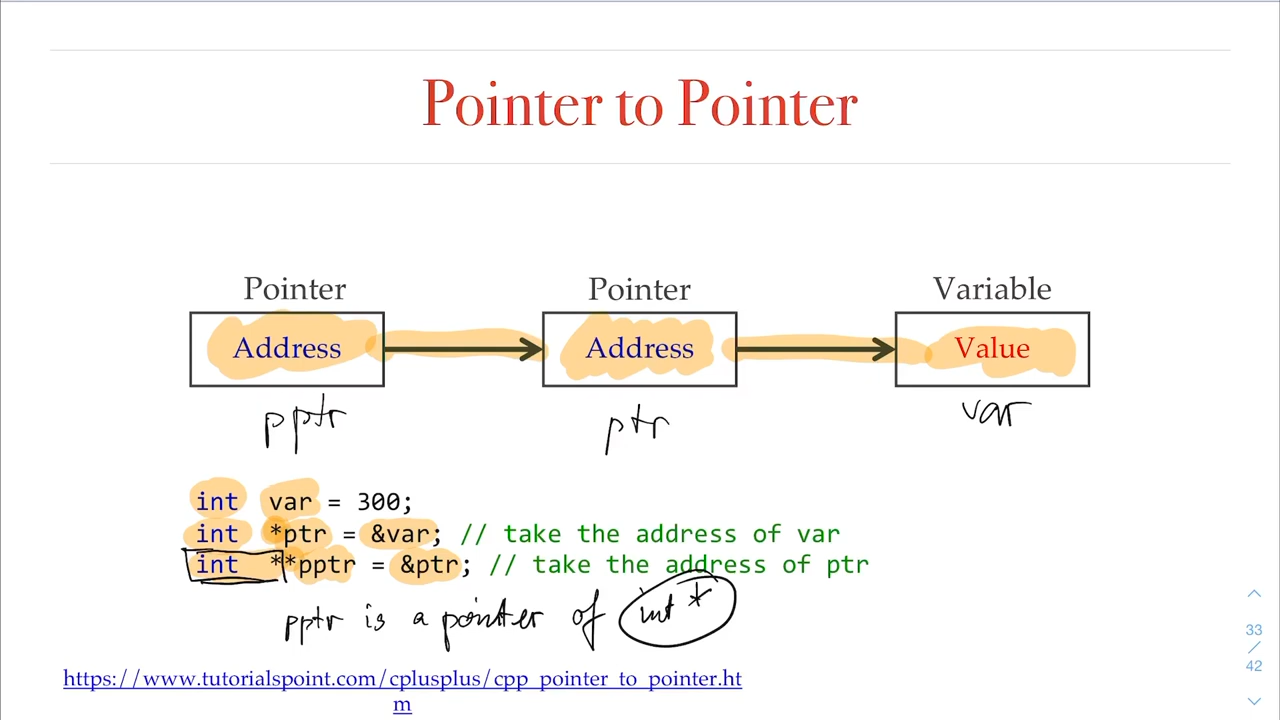 Pointer to Pointer
Pointer Pointer Variable
Address Address Value
pptr ptr var
int var = 300;
int *ptr = &var; // take the address of var
int **pptr = &ptr; // take the address of ptr
pptr is a pointer of int *
33
/
42
https://www.tutorialspoint.com/cplusplus/cpp_pointer_to_pointer.ht
m